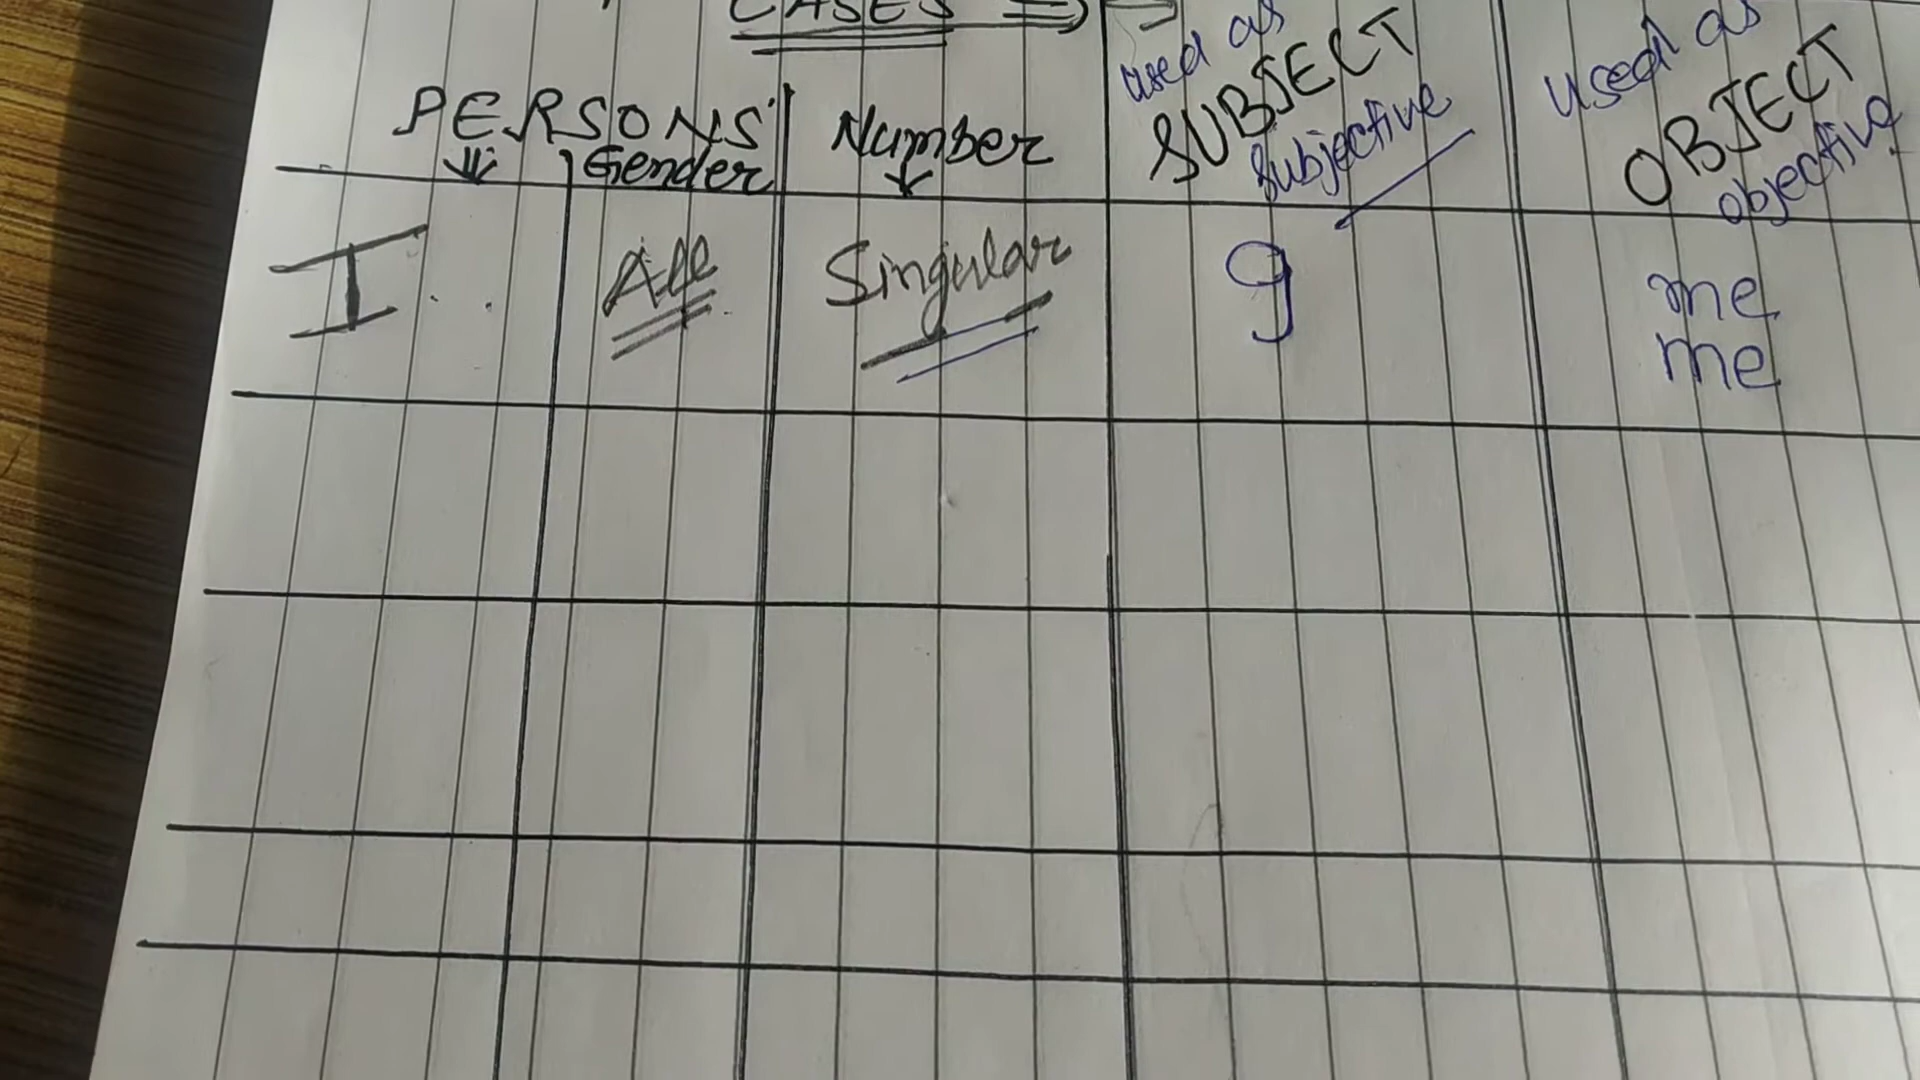 CASES ⇒
PERSONS Gender
Number
used as
SUBJECT
Subjective
used as
OBJECT
objective
I All Singular I me
me